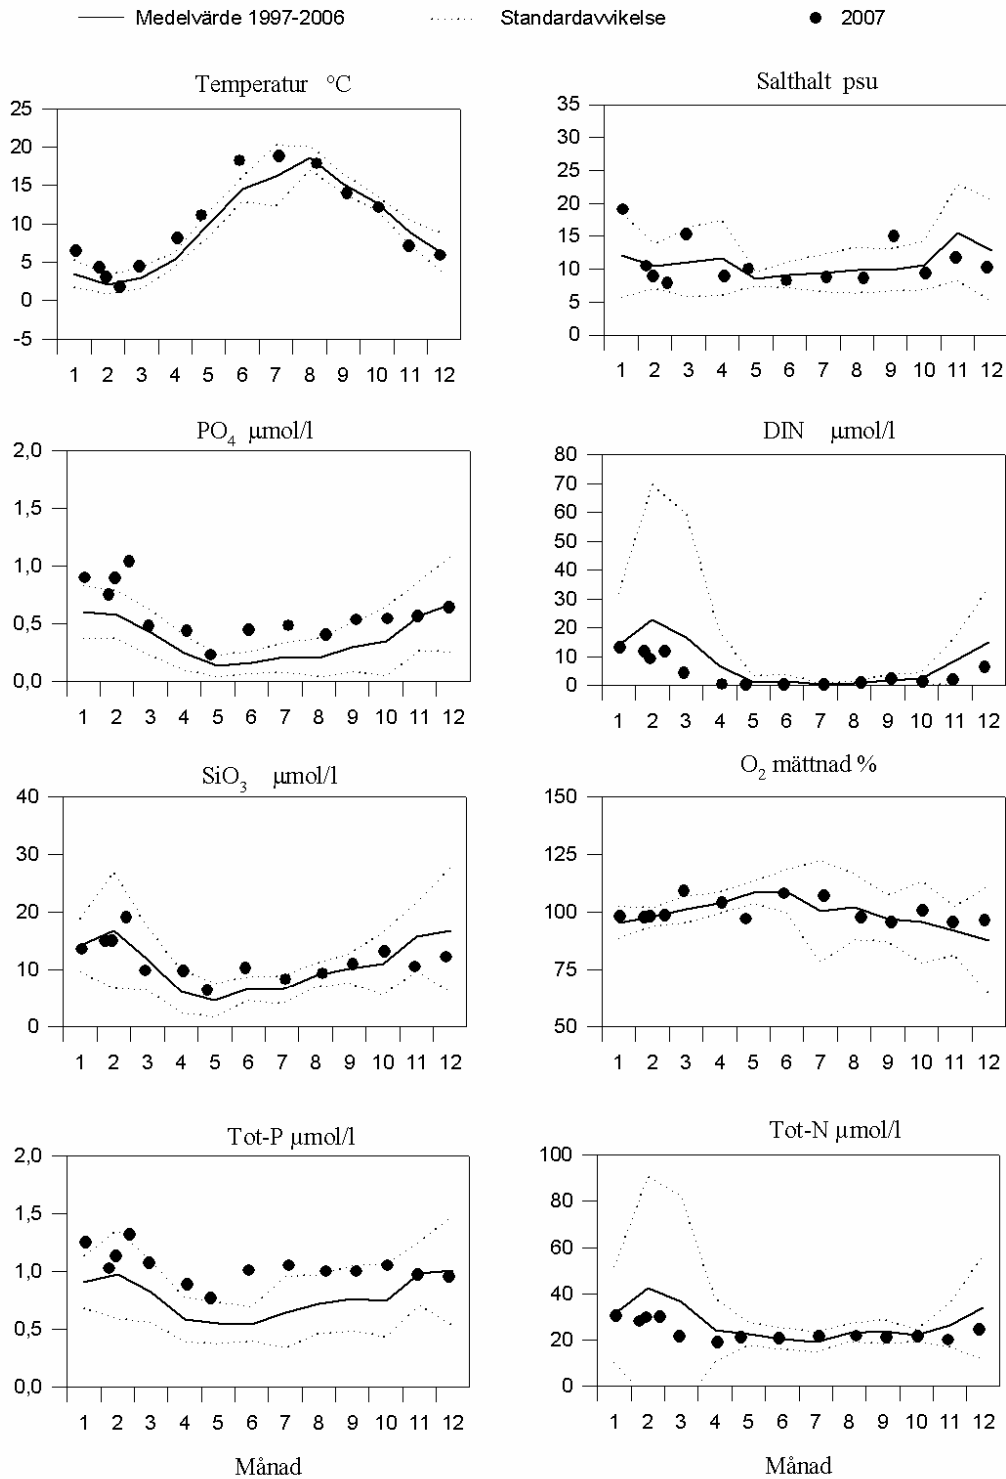 Medelvärde 1997-2006 Standardavvikelse 2007
Temperatur °C
25
20
15
10
5
0
-5
1 2 3 4 5 6 7 8 9 10 11 12
Salthalt psu
35
30
25
20
15
10
5
0
1 2 3 4 5 6 7 8 9 10 11 12
PO₄ µmol/l
2,0
1,5
1,0
0,5
0,0
1 2 3 4 5 6 7 8 9 10 11 12
DIN µmol/l
80
70
60
50
40
30
20
10
0
1 2 3 4 5 6 7 8 9 10 11 12
SiO₃ µmol/l
40
30
20
10
0
1 2 3 4 5 6 7 8 9 10 11 12
O₂ mättnad %
150
125
100
75
50
1 2 3 4 5 6 7 8 9 10 11 12
Tot-P µmol/l
2,0
1,5
1,0
0,5
0,0
1 2 3 4 5 6 7 8 9 10 11 12
Månad
Tot-N µmol/l
100
80
60
40
20
0
1 2 3 4 5 6 7 8 9 10 11 12
Månad